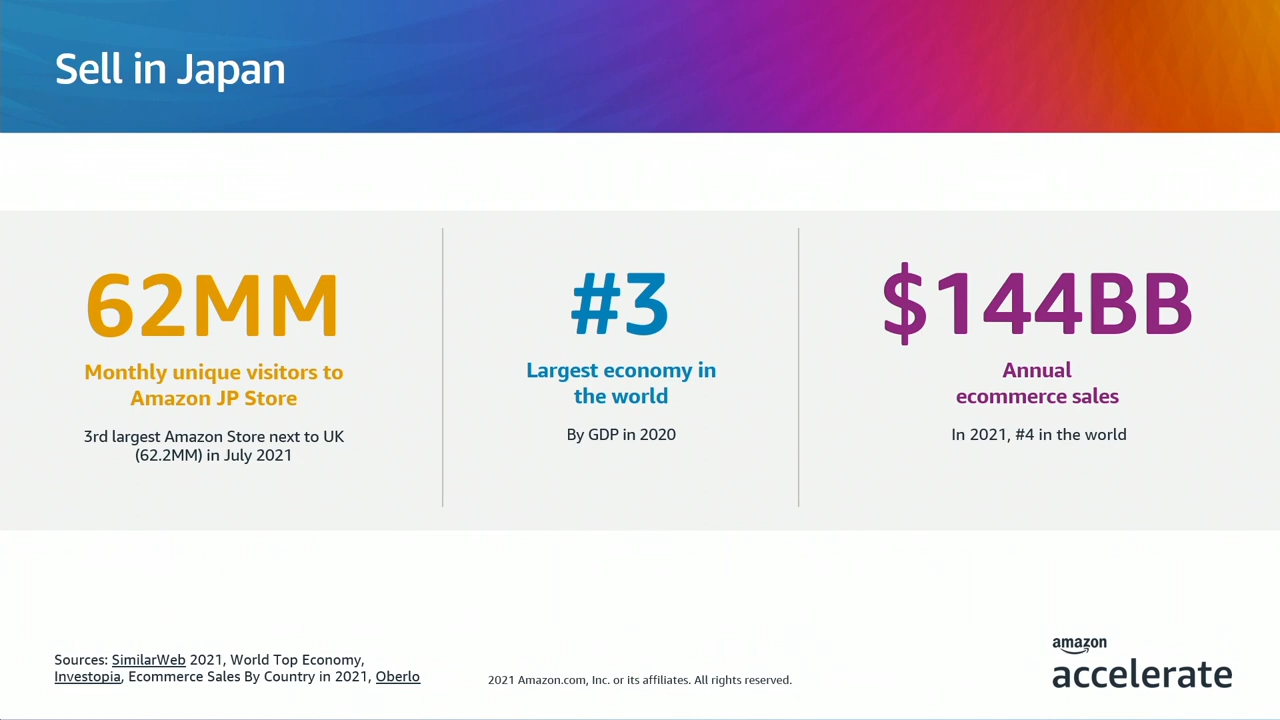 Sell in Japan
62MM
Monthly unique visitors to
Amazon JP Store
3rd largest Amazon Store next to UK
(62.2MM) in July 2021
#3
Largest economy in
the world
By GDP in 2020
$144BB
Annual
ecommerce sales
In 2021, #4 in the world
Sources: SimilarWeb 2021, World Top Economy,
Investopia, Ecommerce Sales By Country in 2021, Oberlo
2021 Amazon.com, Inc. or its affiliates. All rights reserved.
amazon
accelerate